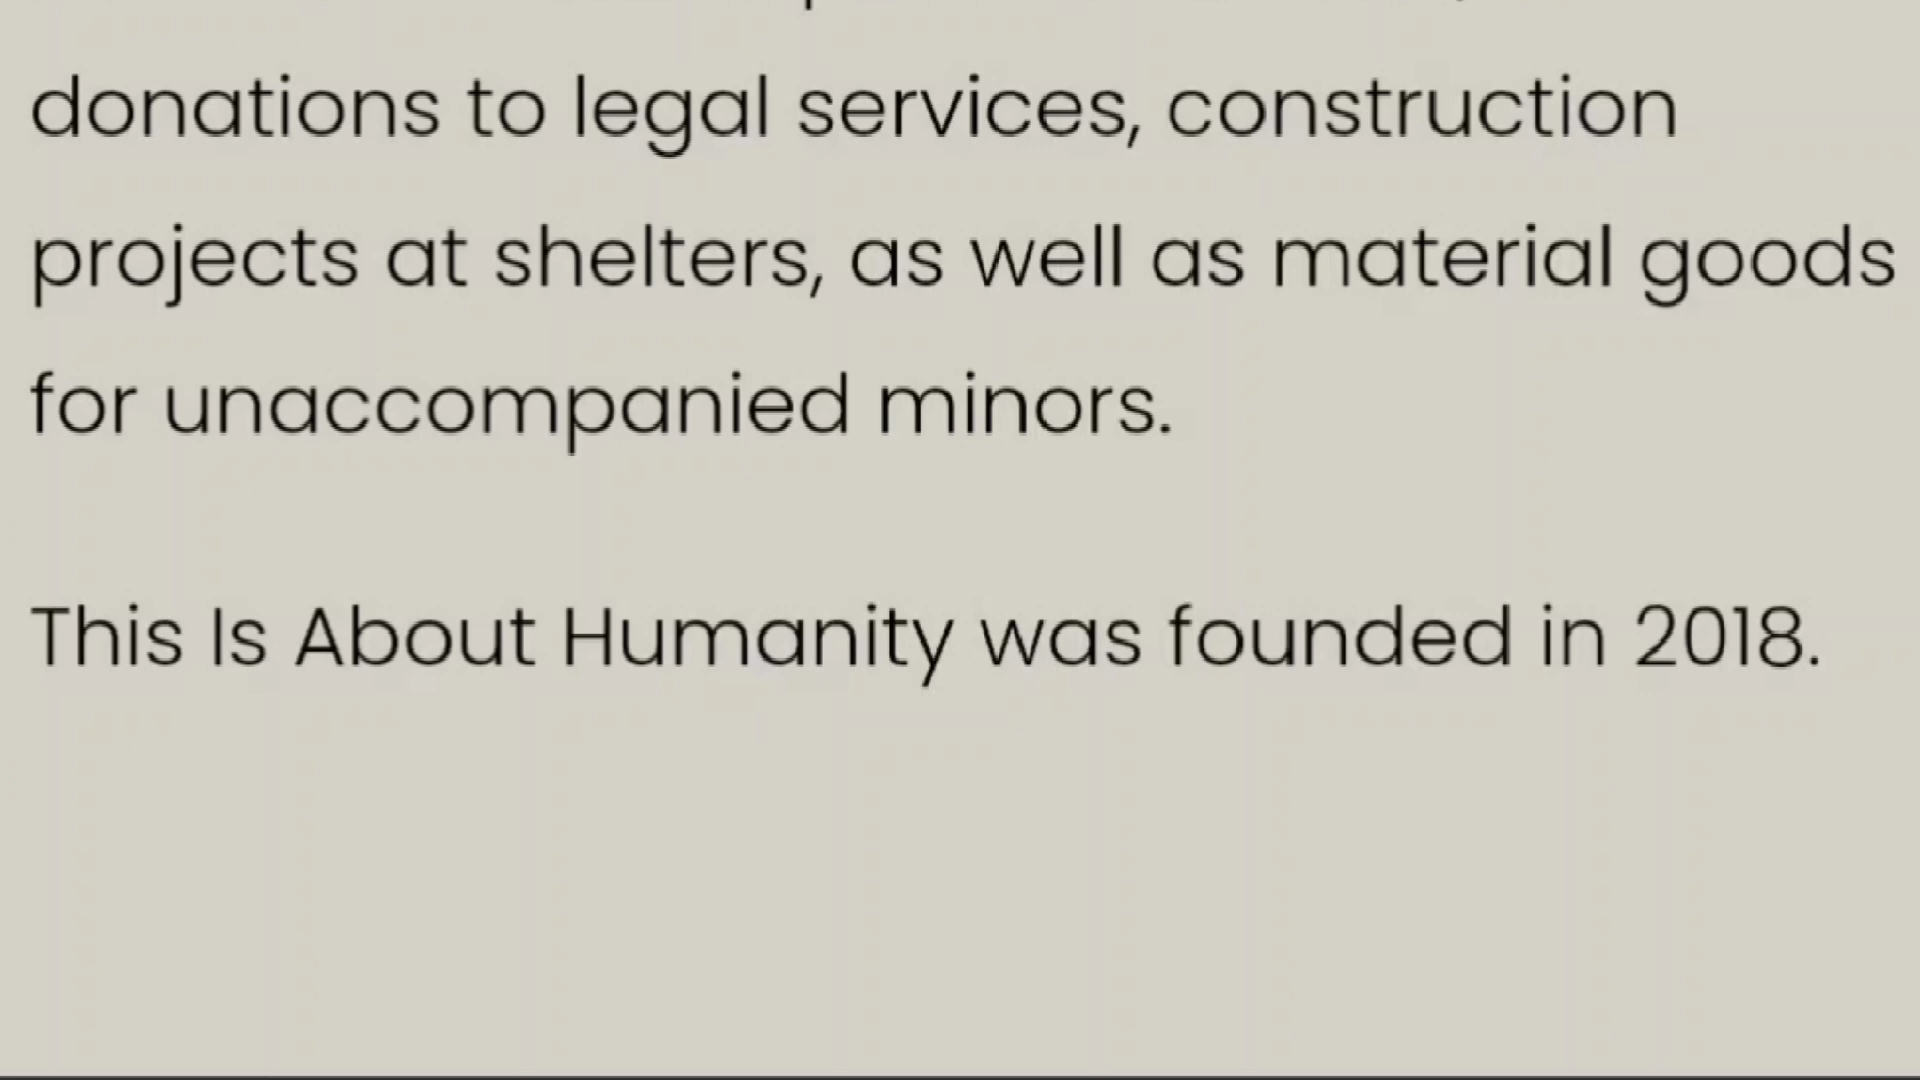 donations to legal services, construction
projects at shelters, as well as material goods
for unaccompanied minors.
This Is About Humanity was founded in 2018.